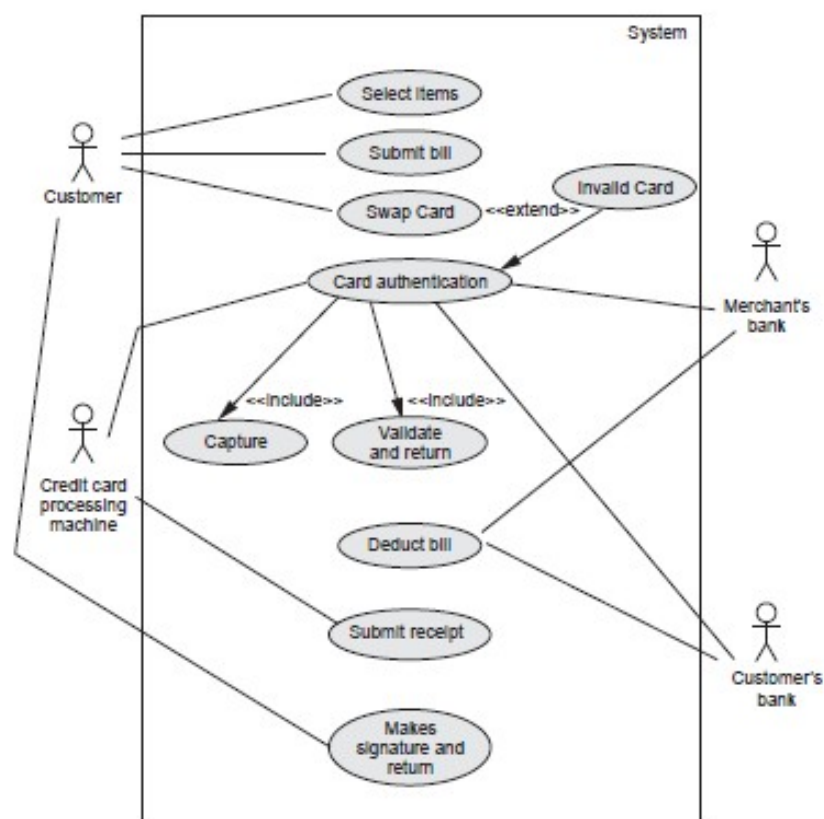 System
Select items
Submit bill
Customer
Swap Card
<<extend>>
Invalid Card
Card authentication
Merchant's
bank
<<include>>
<<include>>
Capture
Validate
and return
Credit card
processing
machine
Deduct bill
Submit receipt
Customer's
bank
Makes
signature and
return